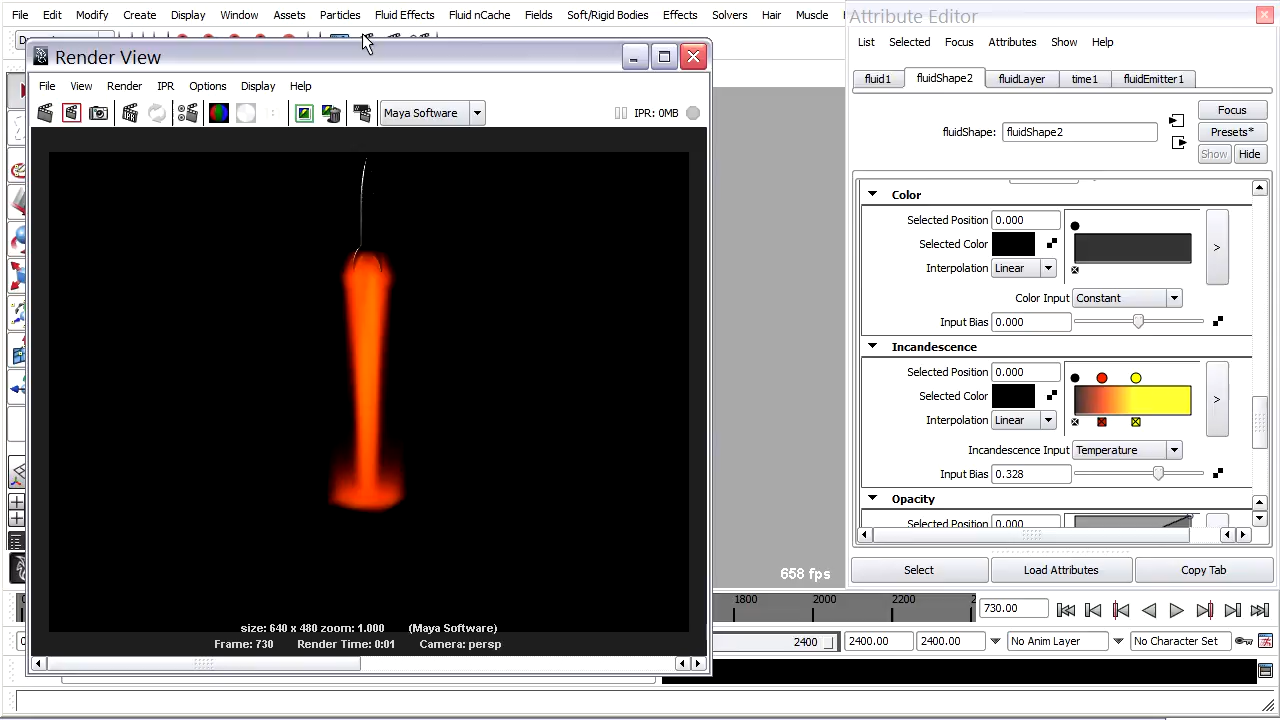 File Edit Modify Create Display Window Assets Particles Fluid Effects Fluid nCache Fields Soft/Rigid Bodies Effects Solvers Hair Muscle
Attribute Editor
List Selected Focus Attributes Show Help
Render View
File View Render IPR Options Display Help
fluid1 fluidShape2 fluidLayer time1 fluidEmitter1
Maya Software
IPR: 0MB
Focus
fluidShape: fluidShape2
Presets*
Show Hide
Color
Selected Position 0.000
Selected Color
>
Interpolation Linear
Color Input Constant
Input Bias 0.000
Incandescence
Selected Position 0.000
Selected Color
>
Interpolation Linear
Incandescence Input Temperature
Input Bias 0.328
Opacity
Selected Position 0.000
658 fps
Select Load Attributes Copy Tab
1800 2000 2200 2
730.00
size: 640 x 480 zoom: 1.000 (Maya Software)
Frame: 730 Render Time: 0:01 Camera: persp
2400 2400.00 2400.00 No Anim Layer No Character Set